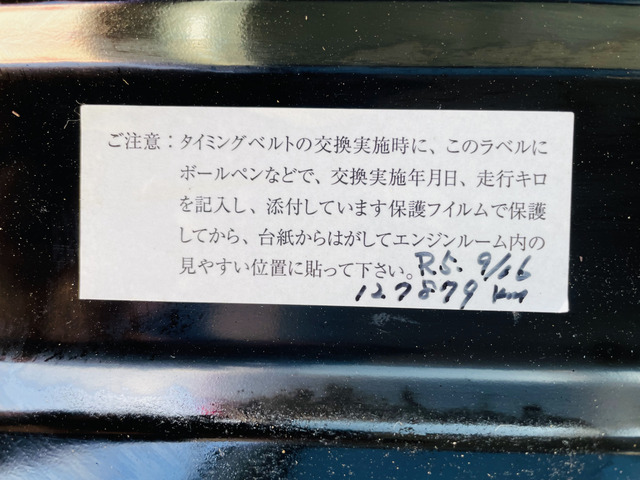 ご注意：タイミングベルトの交換実施時に、このラベルに
ボールペンなどで、交換実施年月日、走行キロ
を記入し、添付しています保護フイルムで保護
してから、台紙からはがしてエンジンルーム内の
見やすい位置に貼って下さい。R.5. 9/16
127879 km